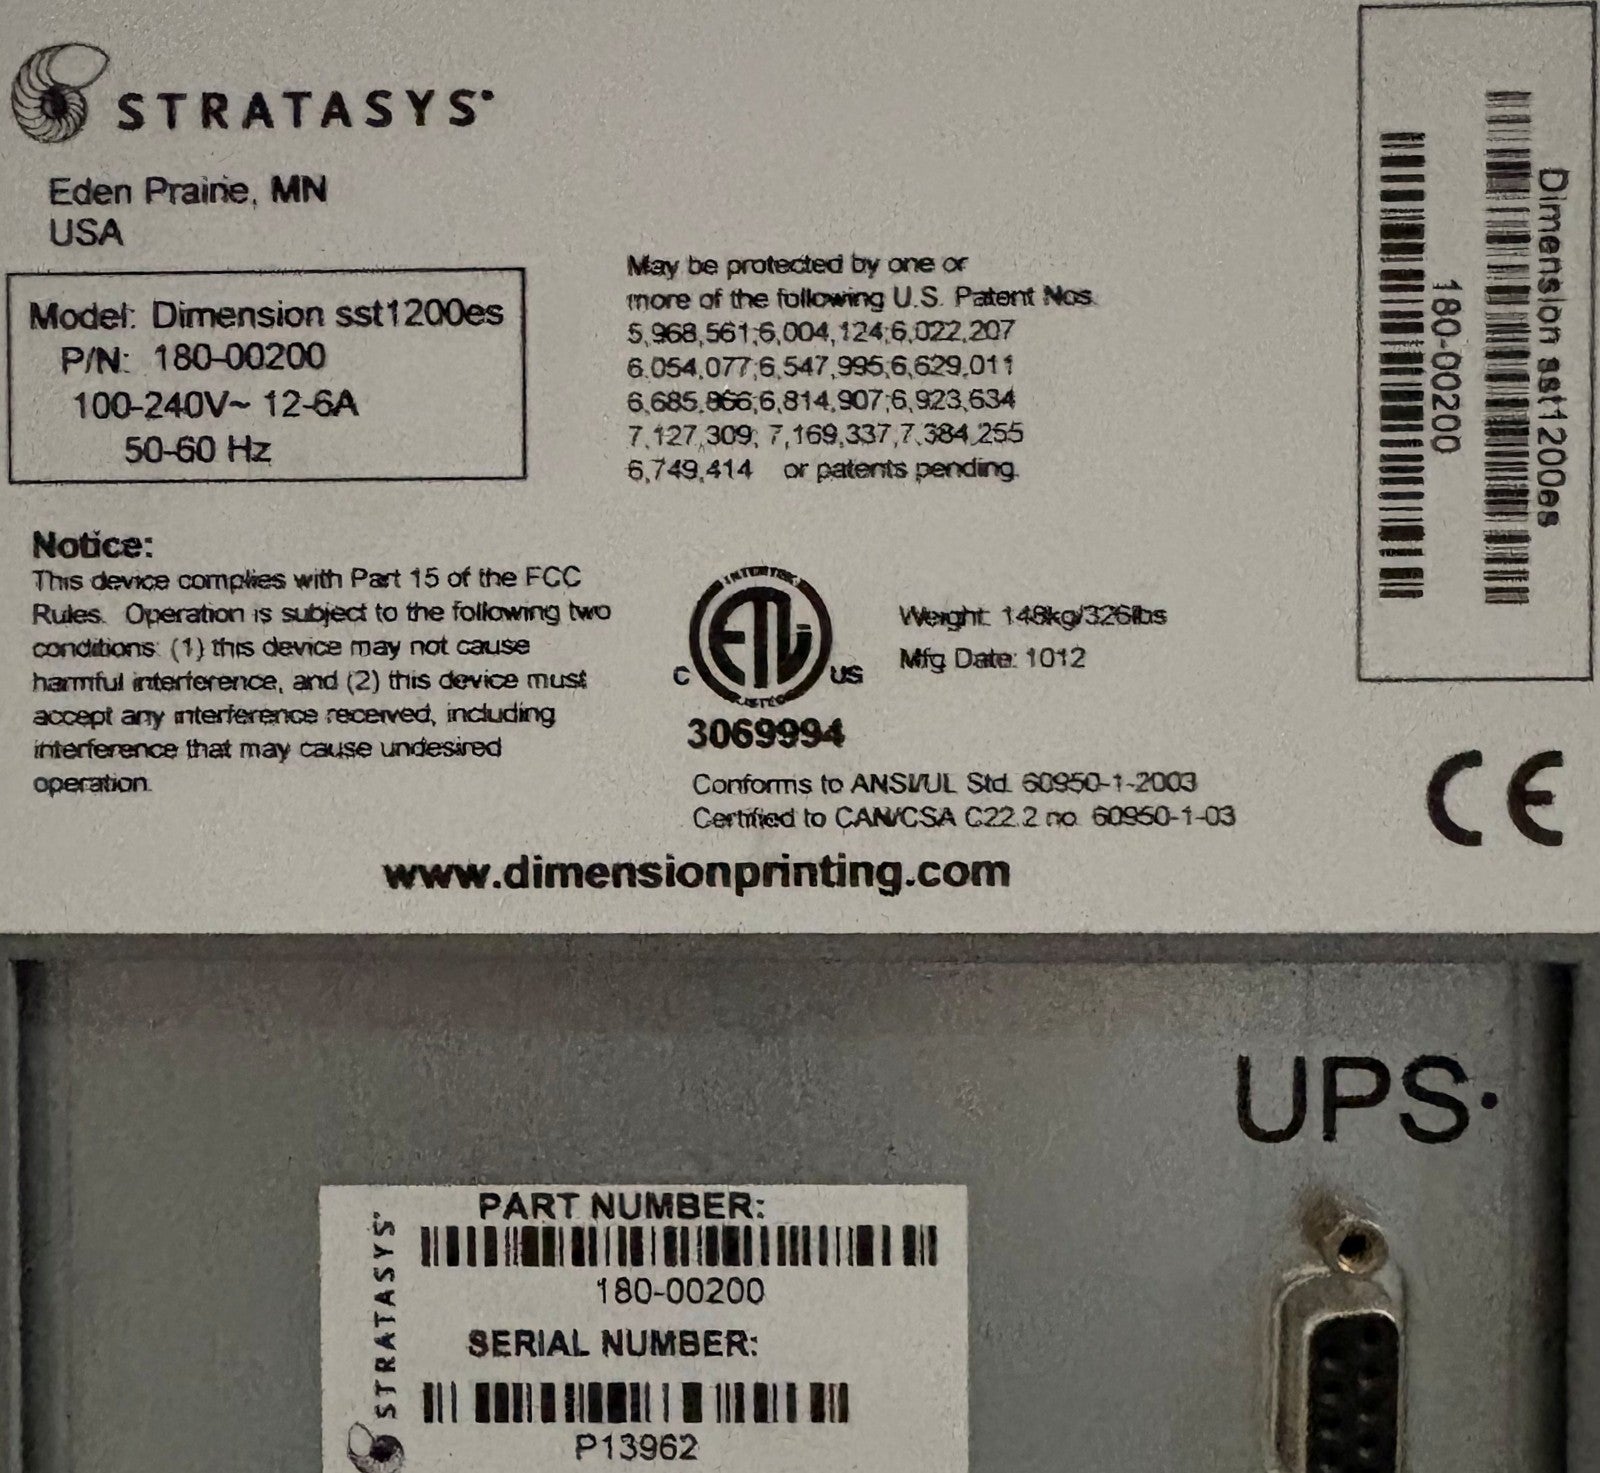 STRATASYS
Eden Prairie, MN
USA
Model: Dimension sst1200es
P/N: 180-00200
100-240V~ 12-6A
50-60 Hz
May be protected by one or
more of the following U.S. Patent Nos.
5,968,561;6,004,124;6,022,207
6,054,077;6,547,995;6,629,011
6,685,866;6,814,907;6,923,634
7,127,309; 7,169,337,7,384,255
6,749,414 or patents pending.
Notice:
This device complies with Part 15 of the FCC
Rules. Operation is subject to the following two
conditions: (1) this device may not cause
harmful interference, and (2) this device must
accept any interference received, including
interference that may cause undesired
operation.
INTERTEK
ETL
C US
LISTED
3069994
Weight: 148kg/326lbs
Mfg Date: 1012
Conforms to ANSI/UL Std. 60950-1-2003
Certified to CAN/CSA C22.2 no. 60950-1-03
www.dimensionprinting.com
Dimension sst1200es
180-00200
CE
UPS
STRATASYS
PART NUMBER:
180-00200
SERIAL NUMBER:
P13962